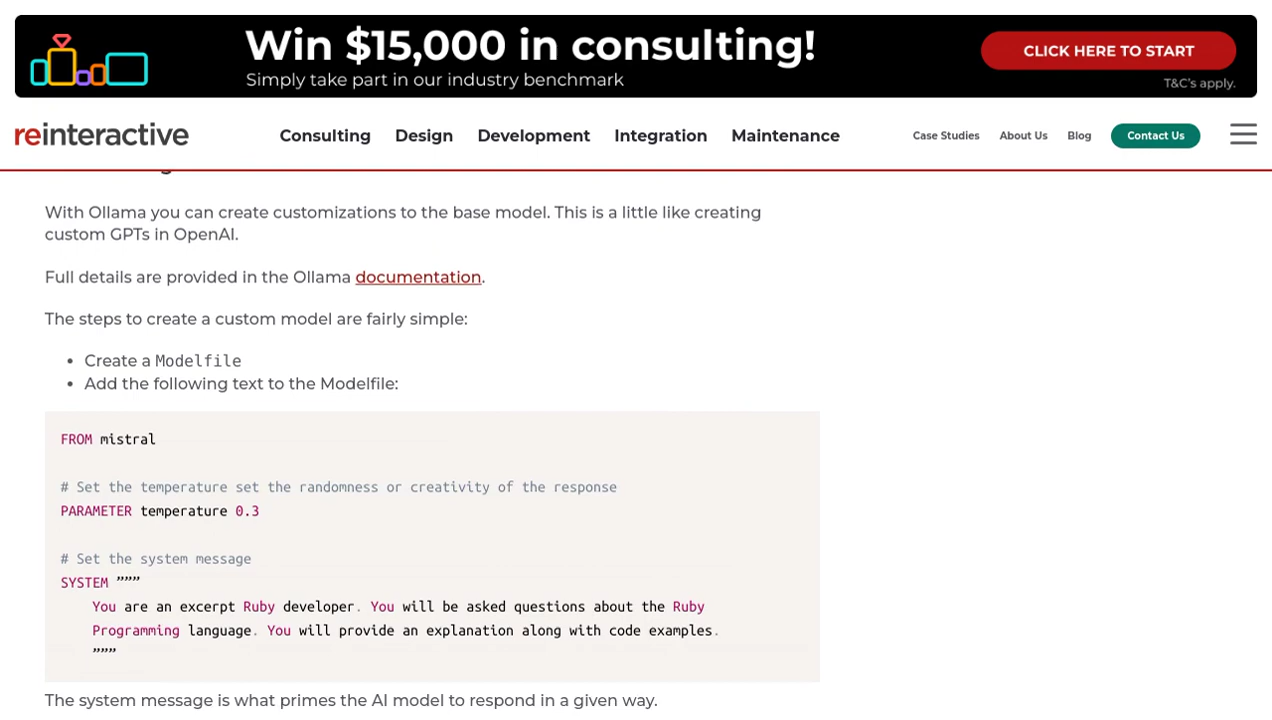 Win $15,000 in consulting!
Simply take part in our industry benchmark
CLICK HERE TO START
T&C's apply.
reinteractive
Consulting Design Development Integration Maintenance
Case Studies About Us Blog Contact Us
With Ollama you can create customizations to the base model. This is a little like creating
custom GPTs in OpenAI.
Full details are provided in the Ollama documentation.
The steps to create a custom model are fairly simple:
• Create a Modelfile
• Add the following text to the Modelfile:
FROM mistral
# Set the temperature set the randomness or creativity of the response
PARAMETER temperature 0.3
# Set the system message
SYSTEM ”””
You are an excerpt Ruby developer. You will be asked questions about the Ruby
Programming language. You will provide an explanation along with code examples.
”””
The system message is what primes the AI model to respond in a given way.